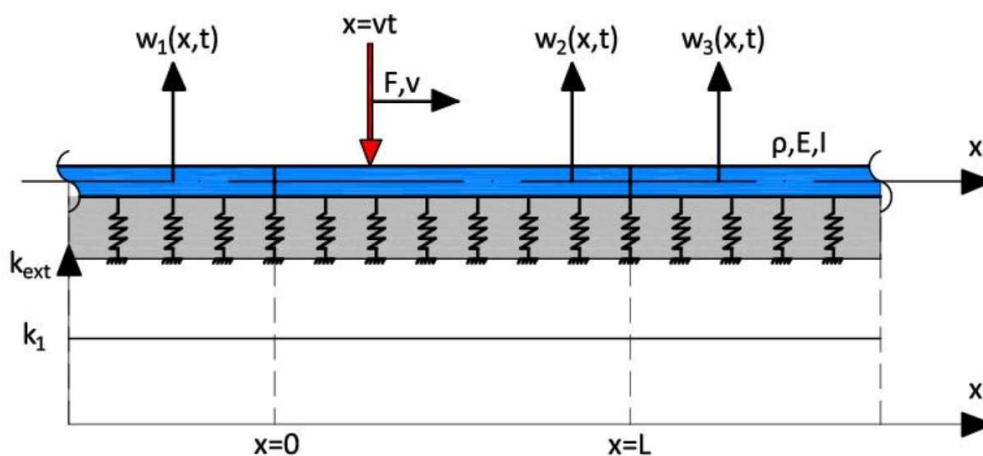 x=vt
w₁(x,t)
w₂(x,t)
w₃(x,t)
F,v
ρ,E,I
x
kₑₓₜ
k₁
x
x=0
x=L